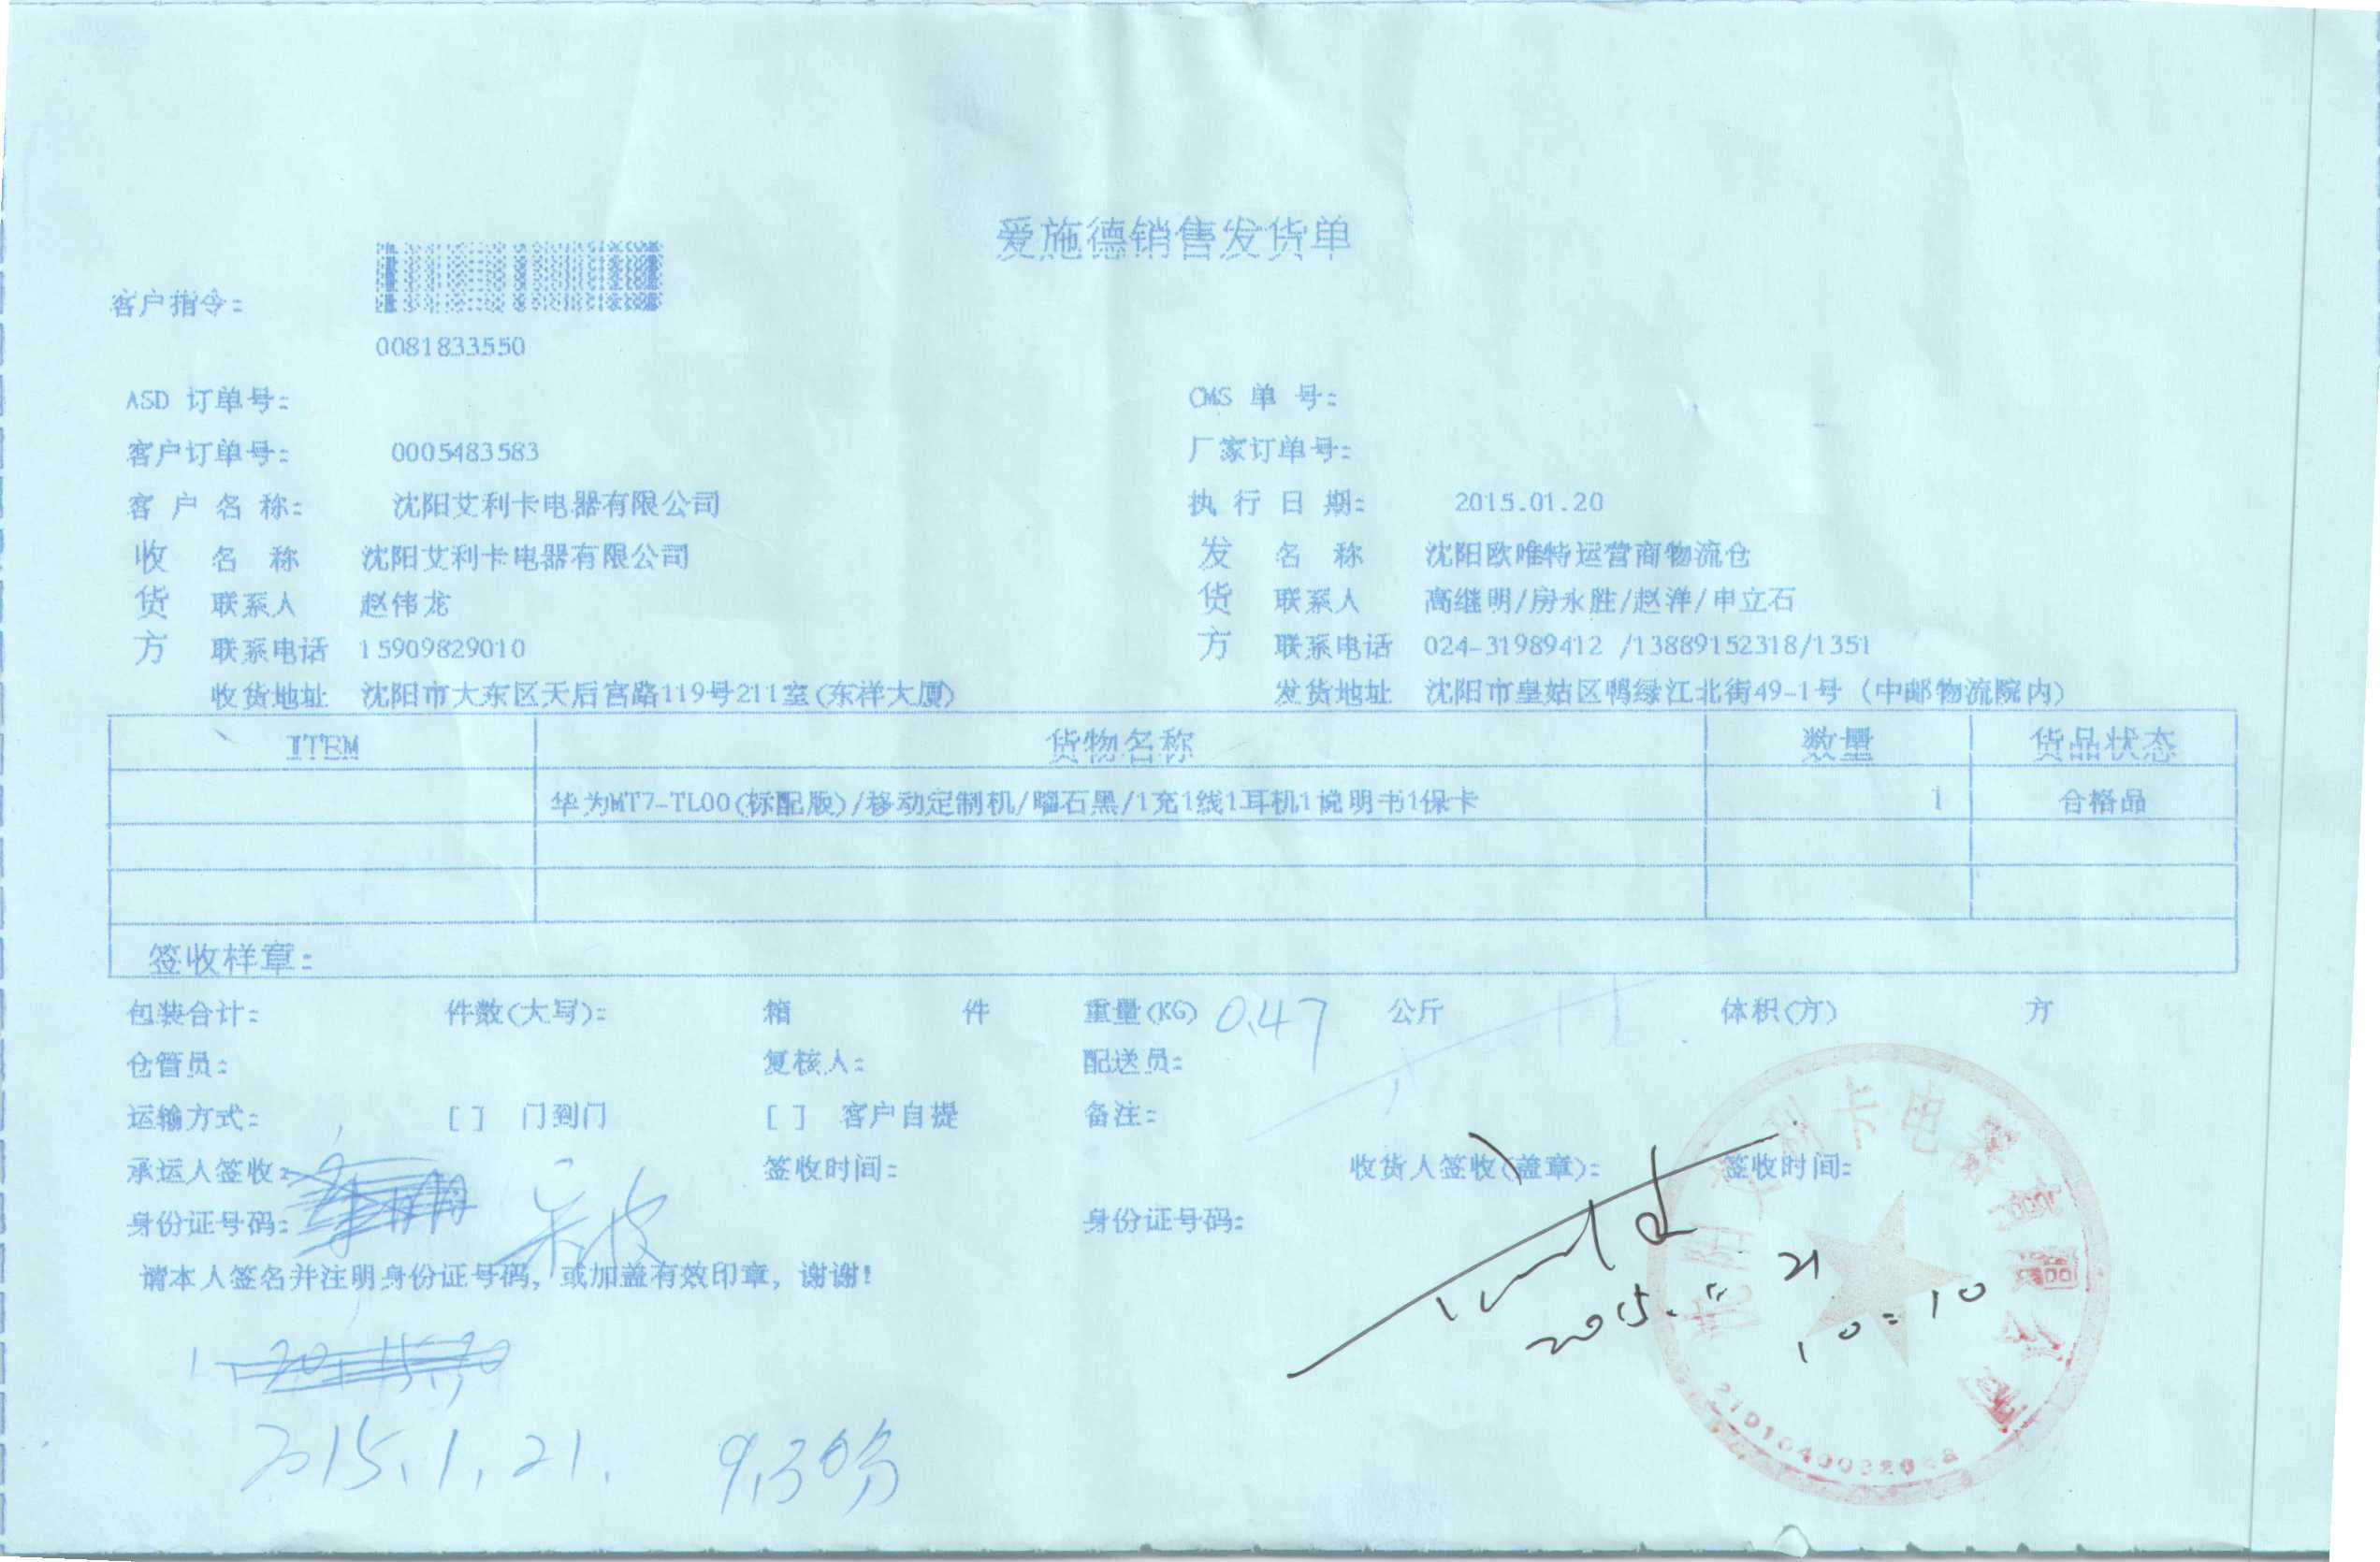 爱施德销售发货单
客户指令:
0081833550
ASD 订单号: CMS 单 号:
客户订单号: 0005483583 厂家订单号:
客 户 名 称: 沈阳艾利卡电器有限公司 执 行 日 期: 2015.01.20
收 名 称 沈阳艾利卡电器有限公司 发 名 称 沈阳欧唯特运营商物流仓
货 联系人 赵伟龙 货 联系人 高继明/房永胜/赵洋/申立石
方 联系电话 15909829010 方 联系电话 024-31989412 /13889152318/1351
收货地址 沈阳市大东区天后宫路119号211室(东祥大厦) 发货地址 沈阳市皇姑区鸭绿江北街49-1号 (中邮物流院内)
ITEM 货物名称 数量 货品状态
华为MT7-TL00(标配版)/移动定制机/曜石黑/1充1线1耳机1说明书1保卡 1 合格品
签收样章:
包装合计: 件数(大写): 箱 件 重量(KG) 0.47 公斤 体积(方) 方
仓管员: 复核人: 配送员:
运输方式: [ ] 门到门 [ ] 客户自提 备注:
承运人签收: 签收时间: 收货人签收(盖章): 签收时间:
身份证号码: 身份证号码:
请本人签名并注明身份证号码, 或加盖有效印章, 谢谢!
2015.1.21. 9.30分
21
10:10
沈阳艾利卡电器有限公司